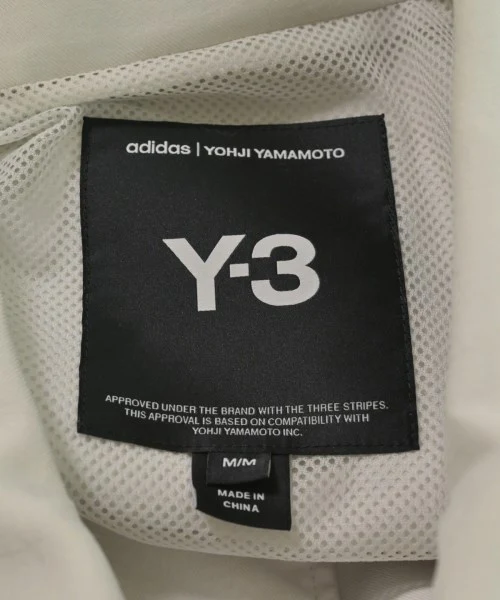 adidas | YOHJI YAMAMOTO
Y-3
APPROVED UNDER THE BRAND WITH THE THREE STRIPES.
THIS APPROVAL IS BASED ON COMPATIBILITY WITH
YOHJI YAMAMOTO INC.
M/M
MADE IN
CHINA